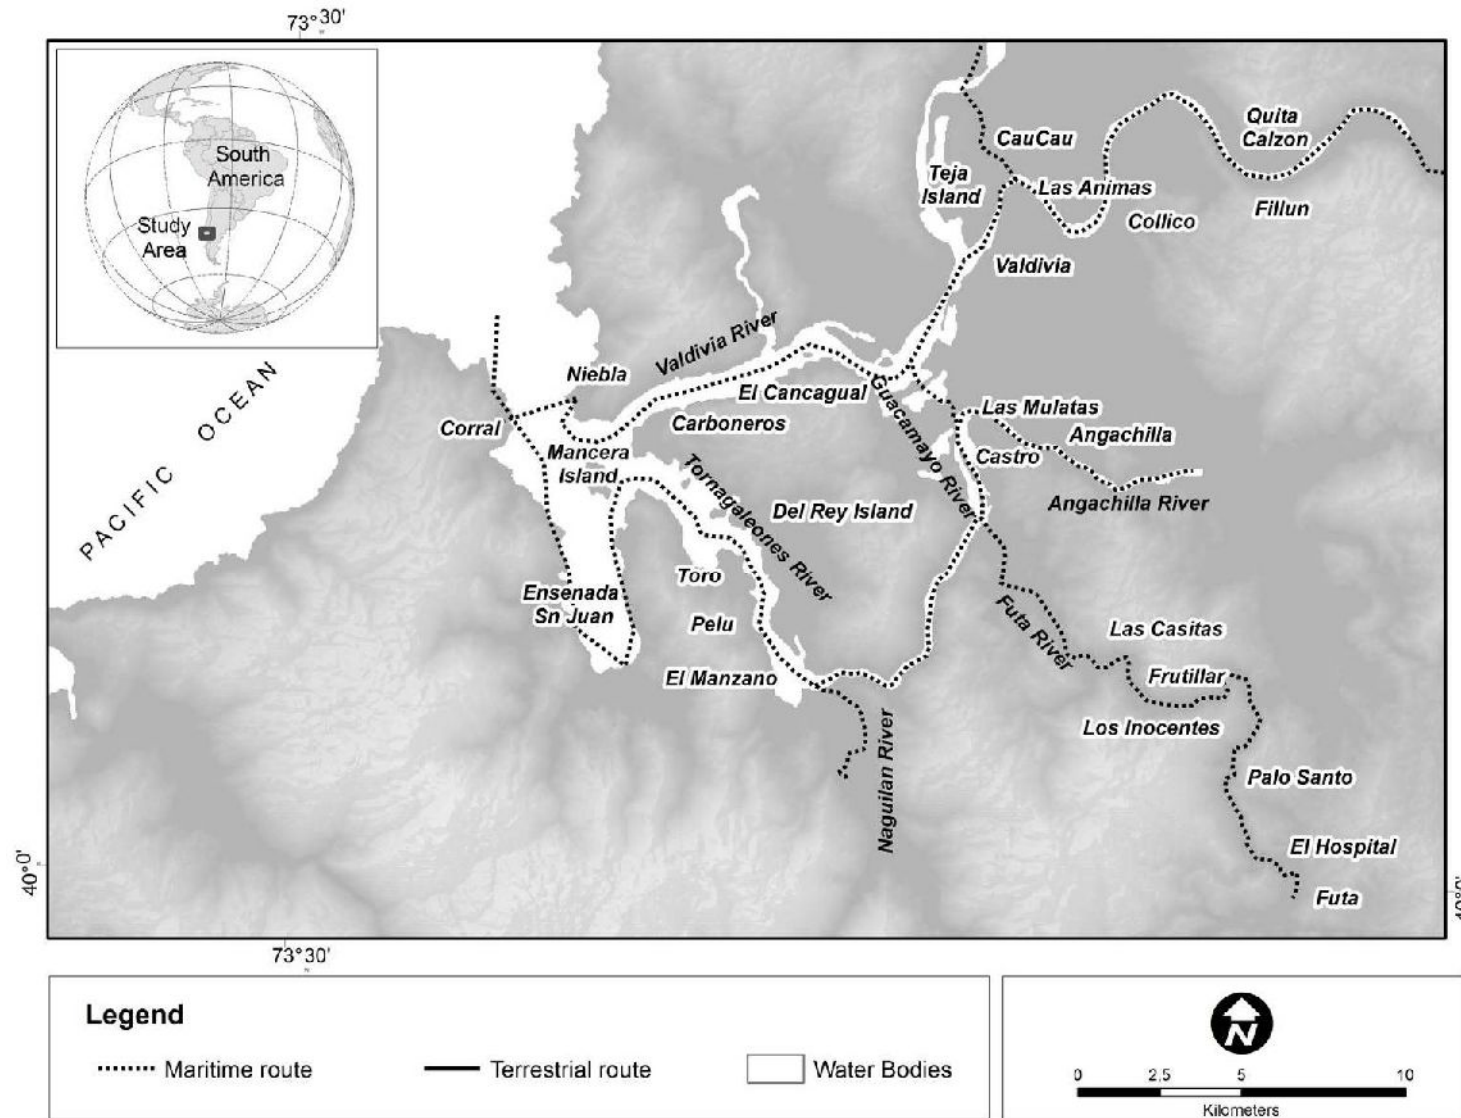 73°30'
South
America
Study
Area
PACIFIC OCEAN
CauCau
Quita
Calzon
Teja
Island
Las Animas
Collico
Fillun
Valdivia
Valdivia River
Niebla
El Cancagual
Guacamayo River
Las Mulatas
Corral
Carboneros
Angachilla
Mancera
Island
Castro
Tornagaleones River
Angachilla River
Del Rey Island
Toro
Ensenada
Sn Juan
Pelu
Futa River
Las Casitas
El Manzano
Frutillar
Los Inocentes
Naguilan River
Palo Santo
El Hospital
Futa
40°0'
40°0'
73°30'
Legend
Maritime route
Terrestrial route
Water Bodies
N
0 2,5 5 10
Kilometers